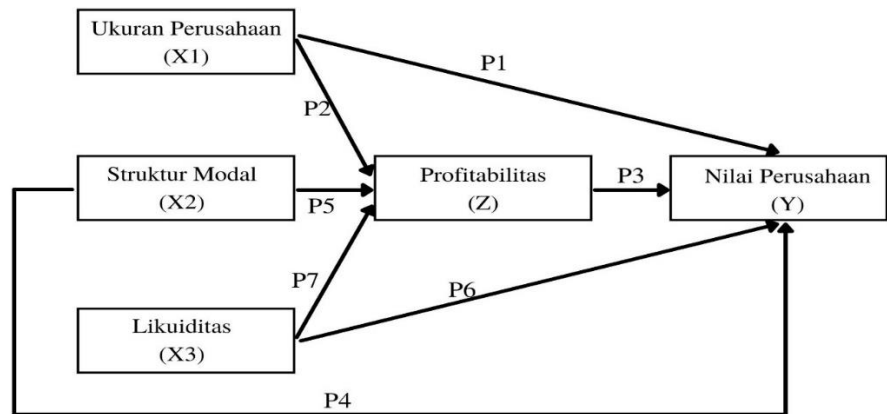 Ukuran Perusahaan
(X1)
P1
P2
Struktur Modal
(X2)
P5
Profitabilitas
(Z)
P3
Nilai Perusahaan
(Y)
P7
P6
Likuiditas
(X3)
P4